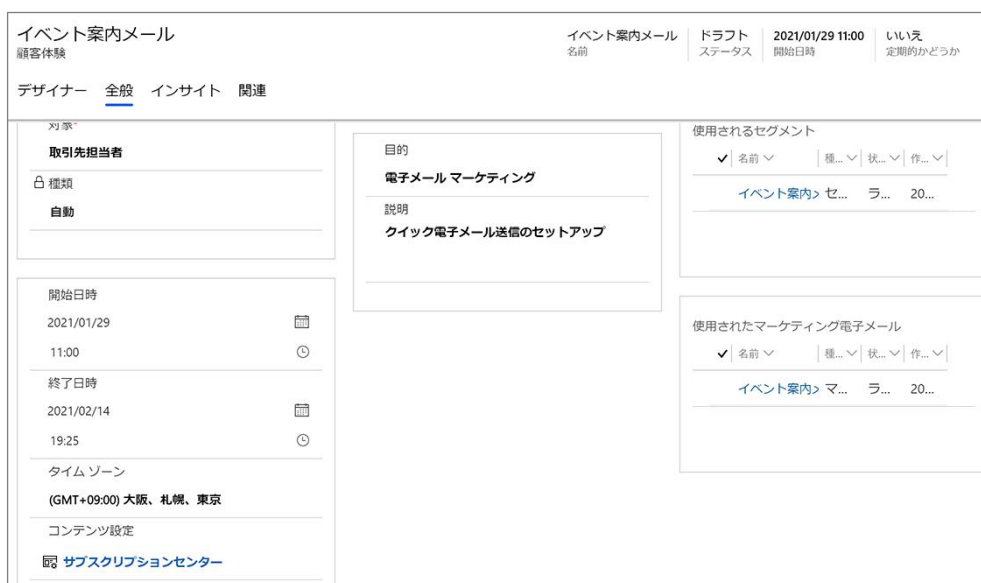 イベント案内メール
顧客体験
イベント案内メール
名前
ドラフト
ステータス
2021/01/29 11:00
開始日時
いいえ
定期的かどうか
デザイナー 全般 インサイト 関連
対象*
取引先担当者
種類
自動
開始日時
2021/01/29
11:00
終了日時
2021/02/14
19:25
タイム ゾーン
(GMT+09:00) 大阪、札幌、東京
コンテンツ設定
サブスクリプションセンター
目的
電子メール マーケティング
説明
クイック電子メール送信のセットアップ
使用されるセグメント
名前 種... 状... 作...
イベント案内> セ... ラ... 20...
使用されたマーケティング電子メール
名前 種... 状... 作...
イベント案内> マ... ラ... 20...